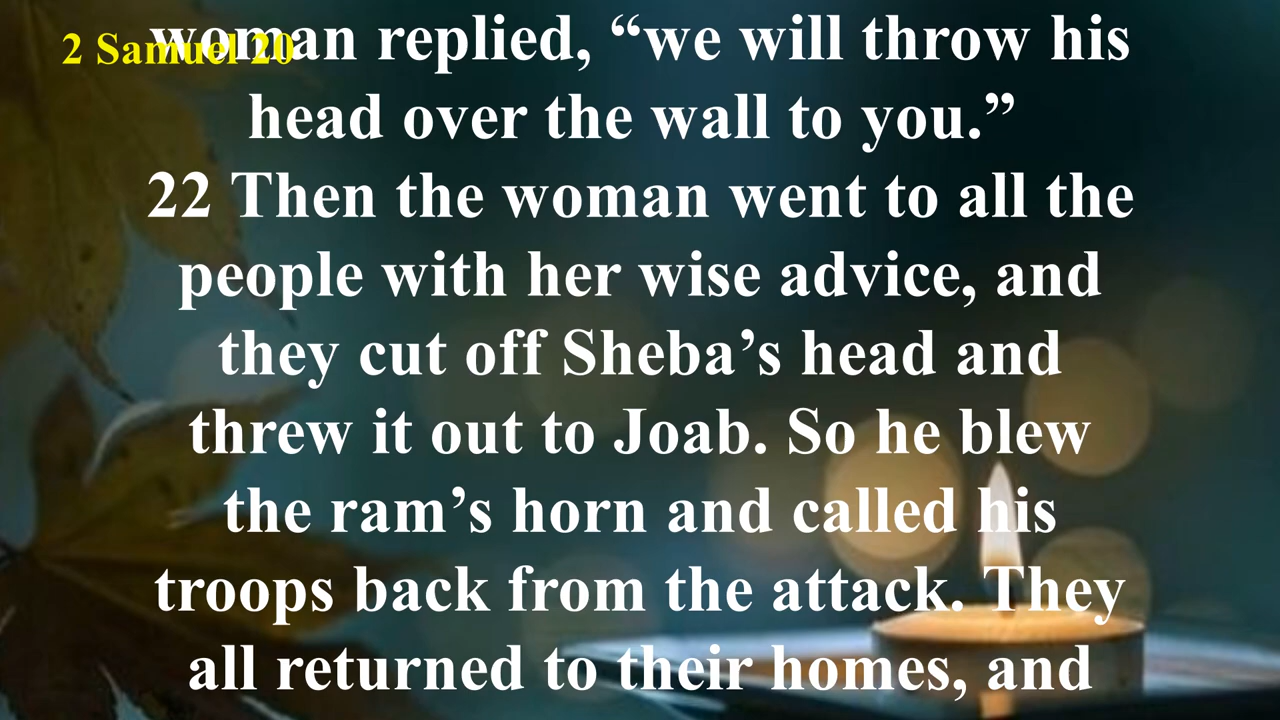 2 Samuel 20
woman replied, “we will throw his
head over the wall to you.”
22 Then the woman went to all the
people with her wise advice, and
they cut off Sheba’s head and
threw it out to Joab. So he blew
the ram’s horn and called his
troops back from the attack. They
all returned to their homes, and